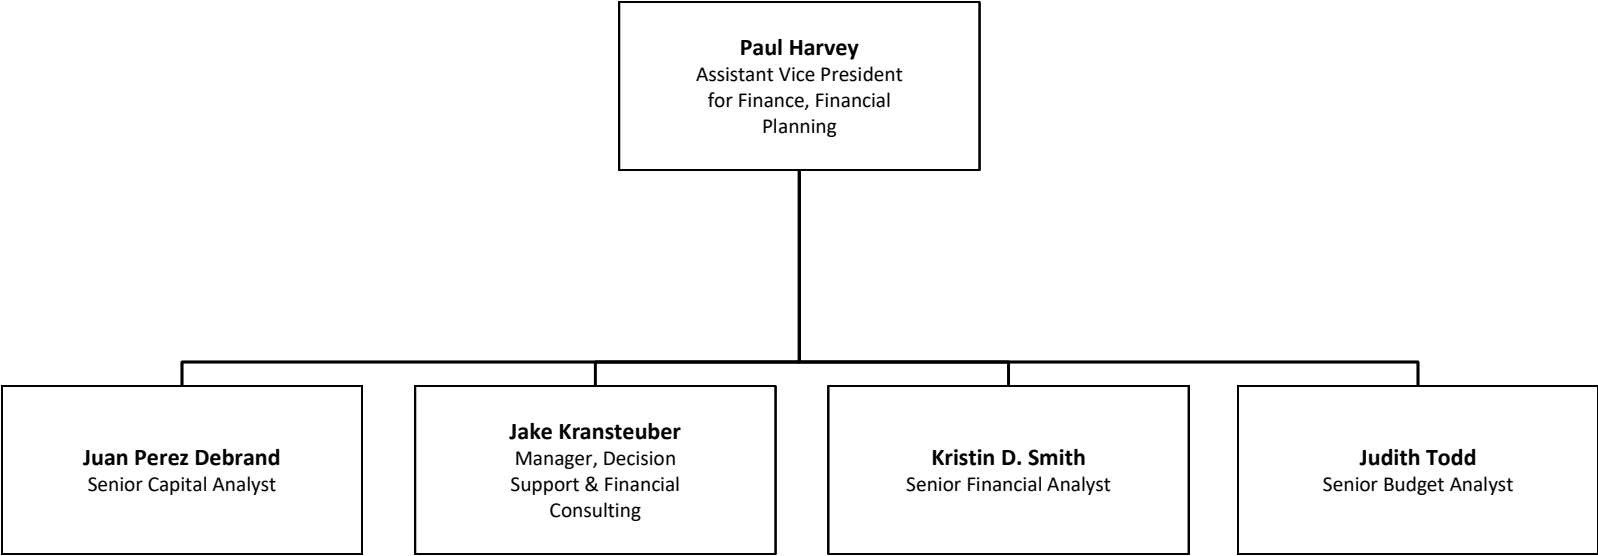 Paul Harvey
Assistant Vice President
for Finance, Financial
Planning
Juan Perez Debrand
Senior Capital Analyst
Jake Kransteuber
Manager, Decision
Support & Financial
Consulting
Kristin D. Smith
Senior Financial Analyst
Judith Todd
Senior Budget Analyst